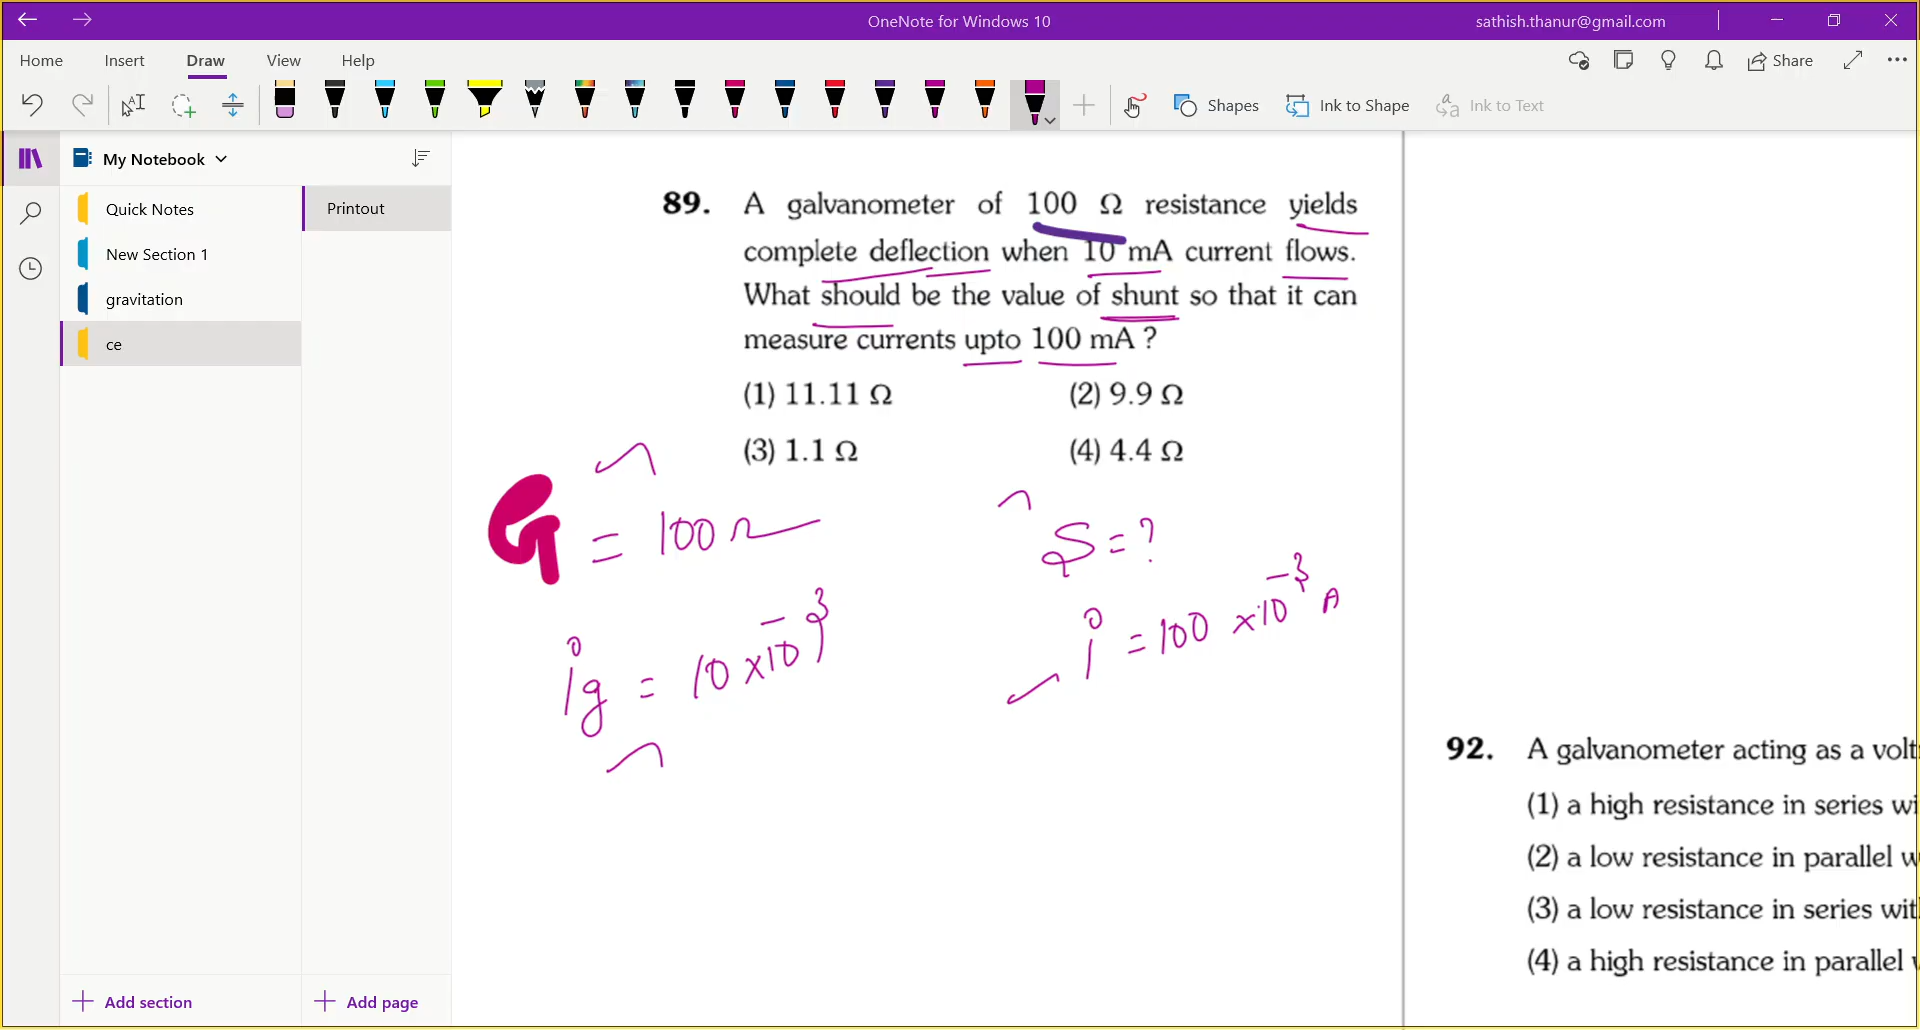 OneNote for Windows 10
sathish.thanur@gmail.com
Home Insert Draw View Help
Share
Shapes Ink to Shape Ink to Text
My Notebook
Quick Notes
New Section 1
gravitation
ce
Printout
Add section
Add page
89. A galvanometer of 100 Ω resistance yields
complete deflection when 10 mA current flows.
What should be the value of shunt so that it can
measure currents upto 100 mA ?
(1) 11.11 Ω (2) 9.9 Ω
(3) 1.1 Ω (4) 4.4 Ω
G = 100 Ω
S = ?
ig = 10 × 10⁻³
i = 100 × 10⁻³ A
92. A galvanometer acting as a volt
(1) a high resistance in series wi
(2) a low resistance in parallel w
(3) a low resistance in series wit
(4) a high resistance in parallel